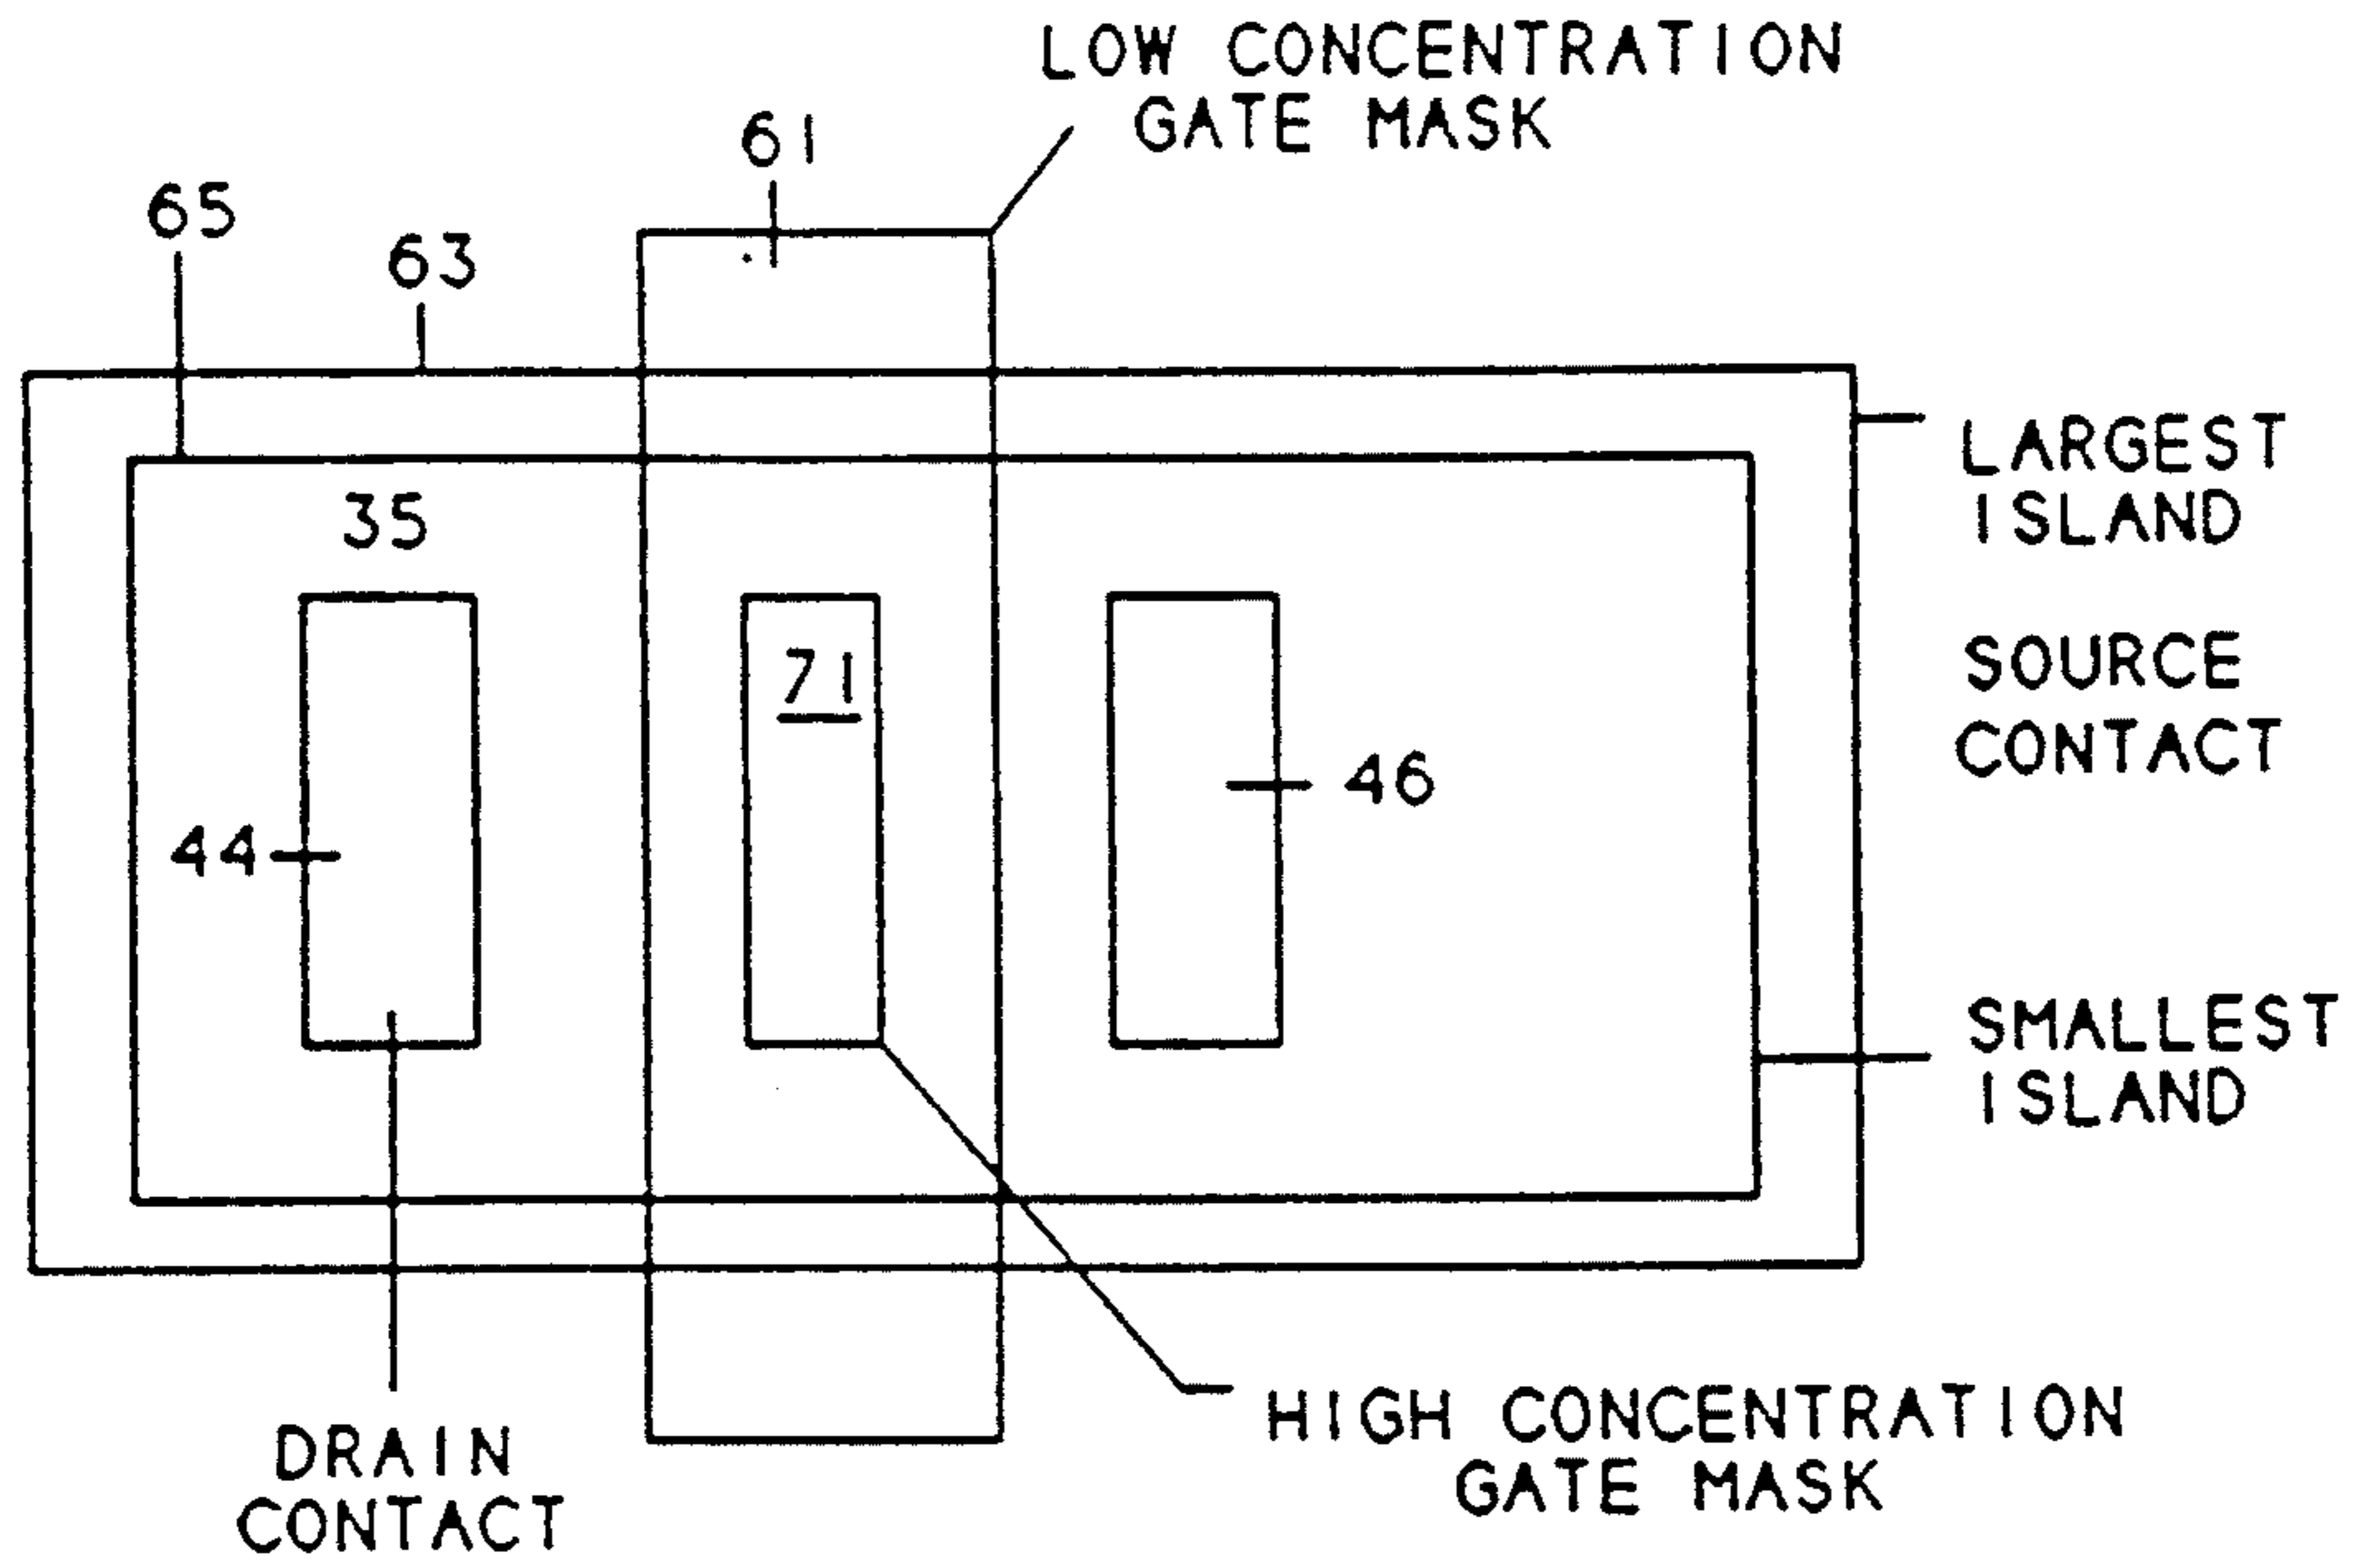 LOW CONCENTRATION
GATE MASK
61
65
63
LARGEST
ISLAND
35
SOURCE
CONTACT
71
46
44
SMALLEST
ISLAND
HIGH CONCENTRATION
GATE MASK
DRAIN
CONTACT